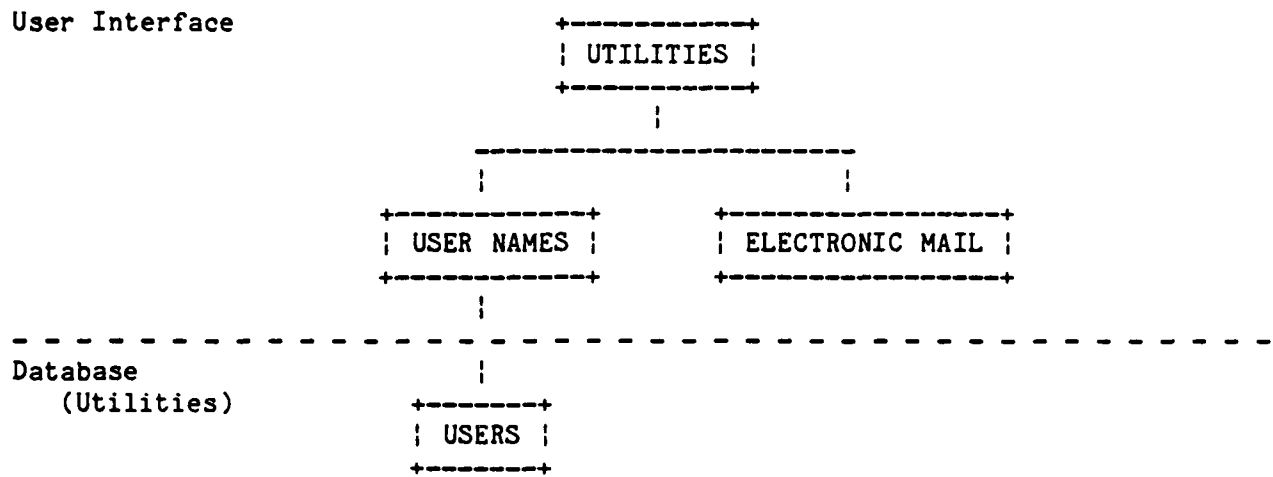 User Interface
UTILITIES
USER NAMES
ELECTRONIC MAIL
Database
(Utilities)
USERS